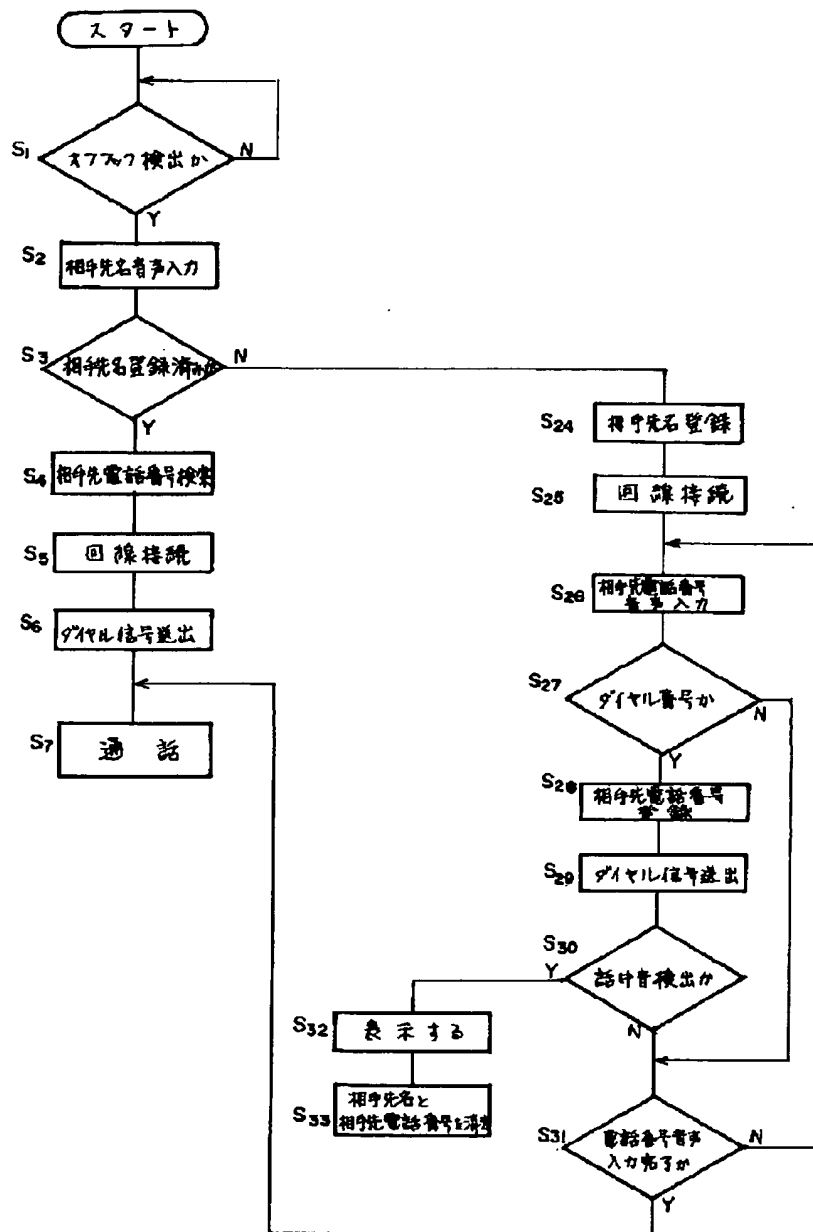 スタート
S1
オフフック検出か
N
Y
S2
相手先名音声入力
S3
相手先名登録済みか
N
Y
S4
相手先電話番号検索
S5
回線接続
S6
ダイヤル信号送出
S7
通話
S24
相手先名登録
S25
回線接続
S26
相手先電話番号
音声入力
S27
ダイヤル番号か
N
Y
S28
相手先電話番号
登録
S29
ダイヤル信号送出
S30
話中音検出か
Y
N
S32
表示する
S33
相手先名と
相手先電話番号を消去
S31
電話番号音声
入力完了か
N
Y